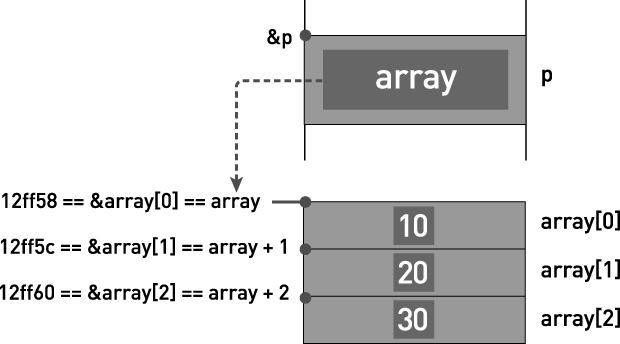 &p
array
p
12ff58 == &array[0] == array
10
array[0]
12ff5c == &array[1] == array + 1
20
array[1]
12ff60 == &array[2] == array + 2
30
array[2]